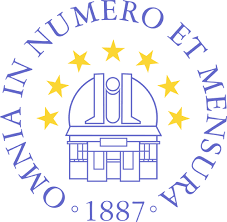 OMNIA IN NUMERO ET MENSURA
· 1887 ·